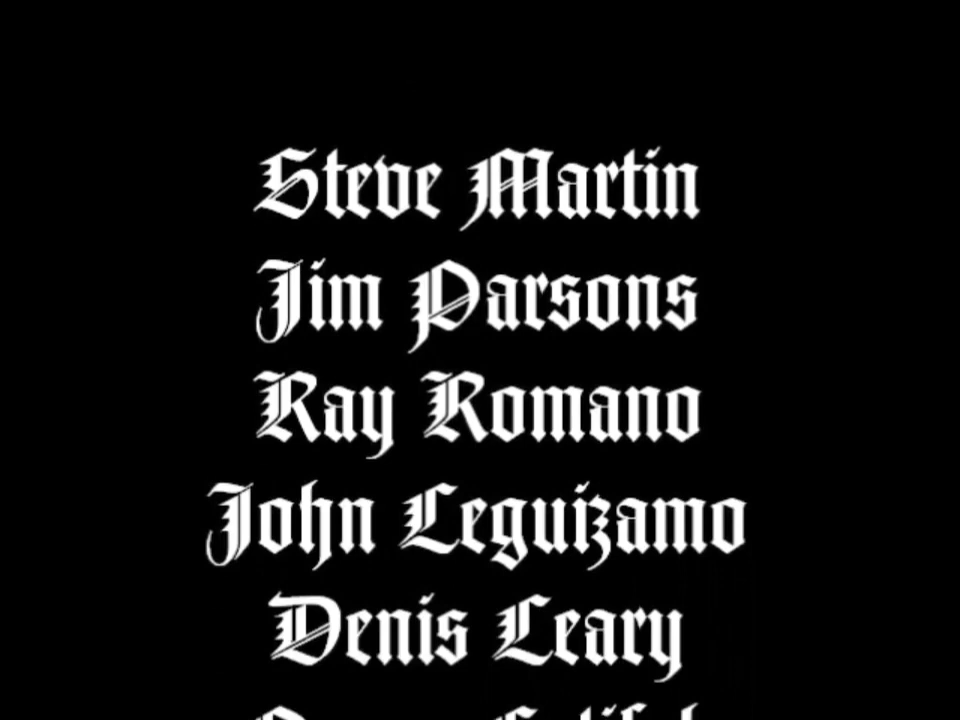 Steve Martin
Jim Parsons
Ray Romano
John Leguizamo
Denis Leary